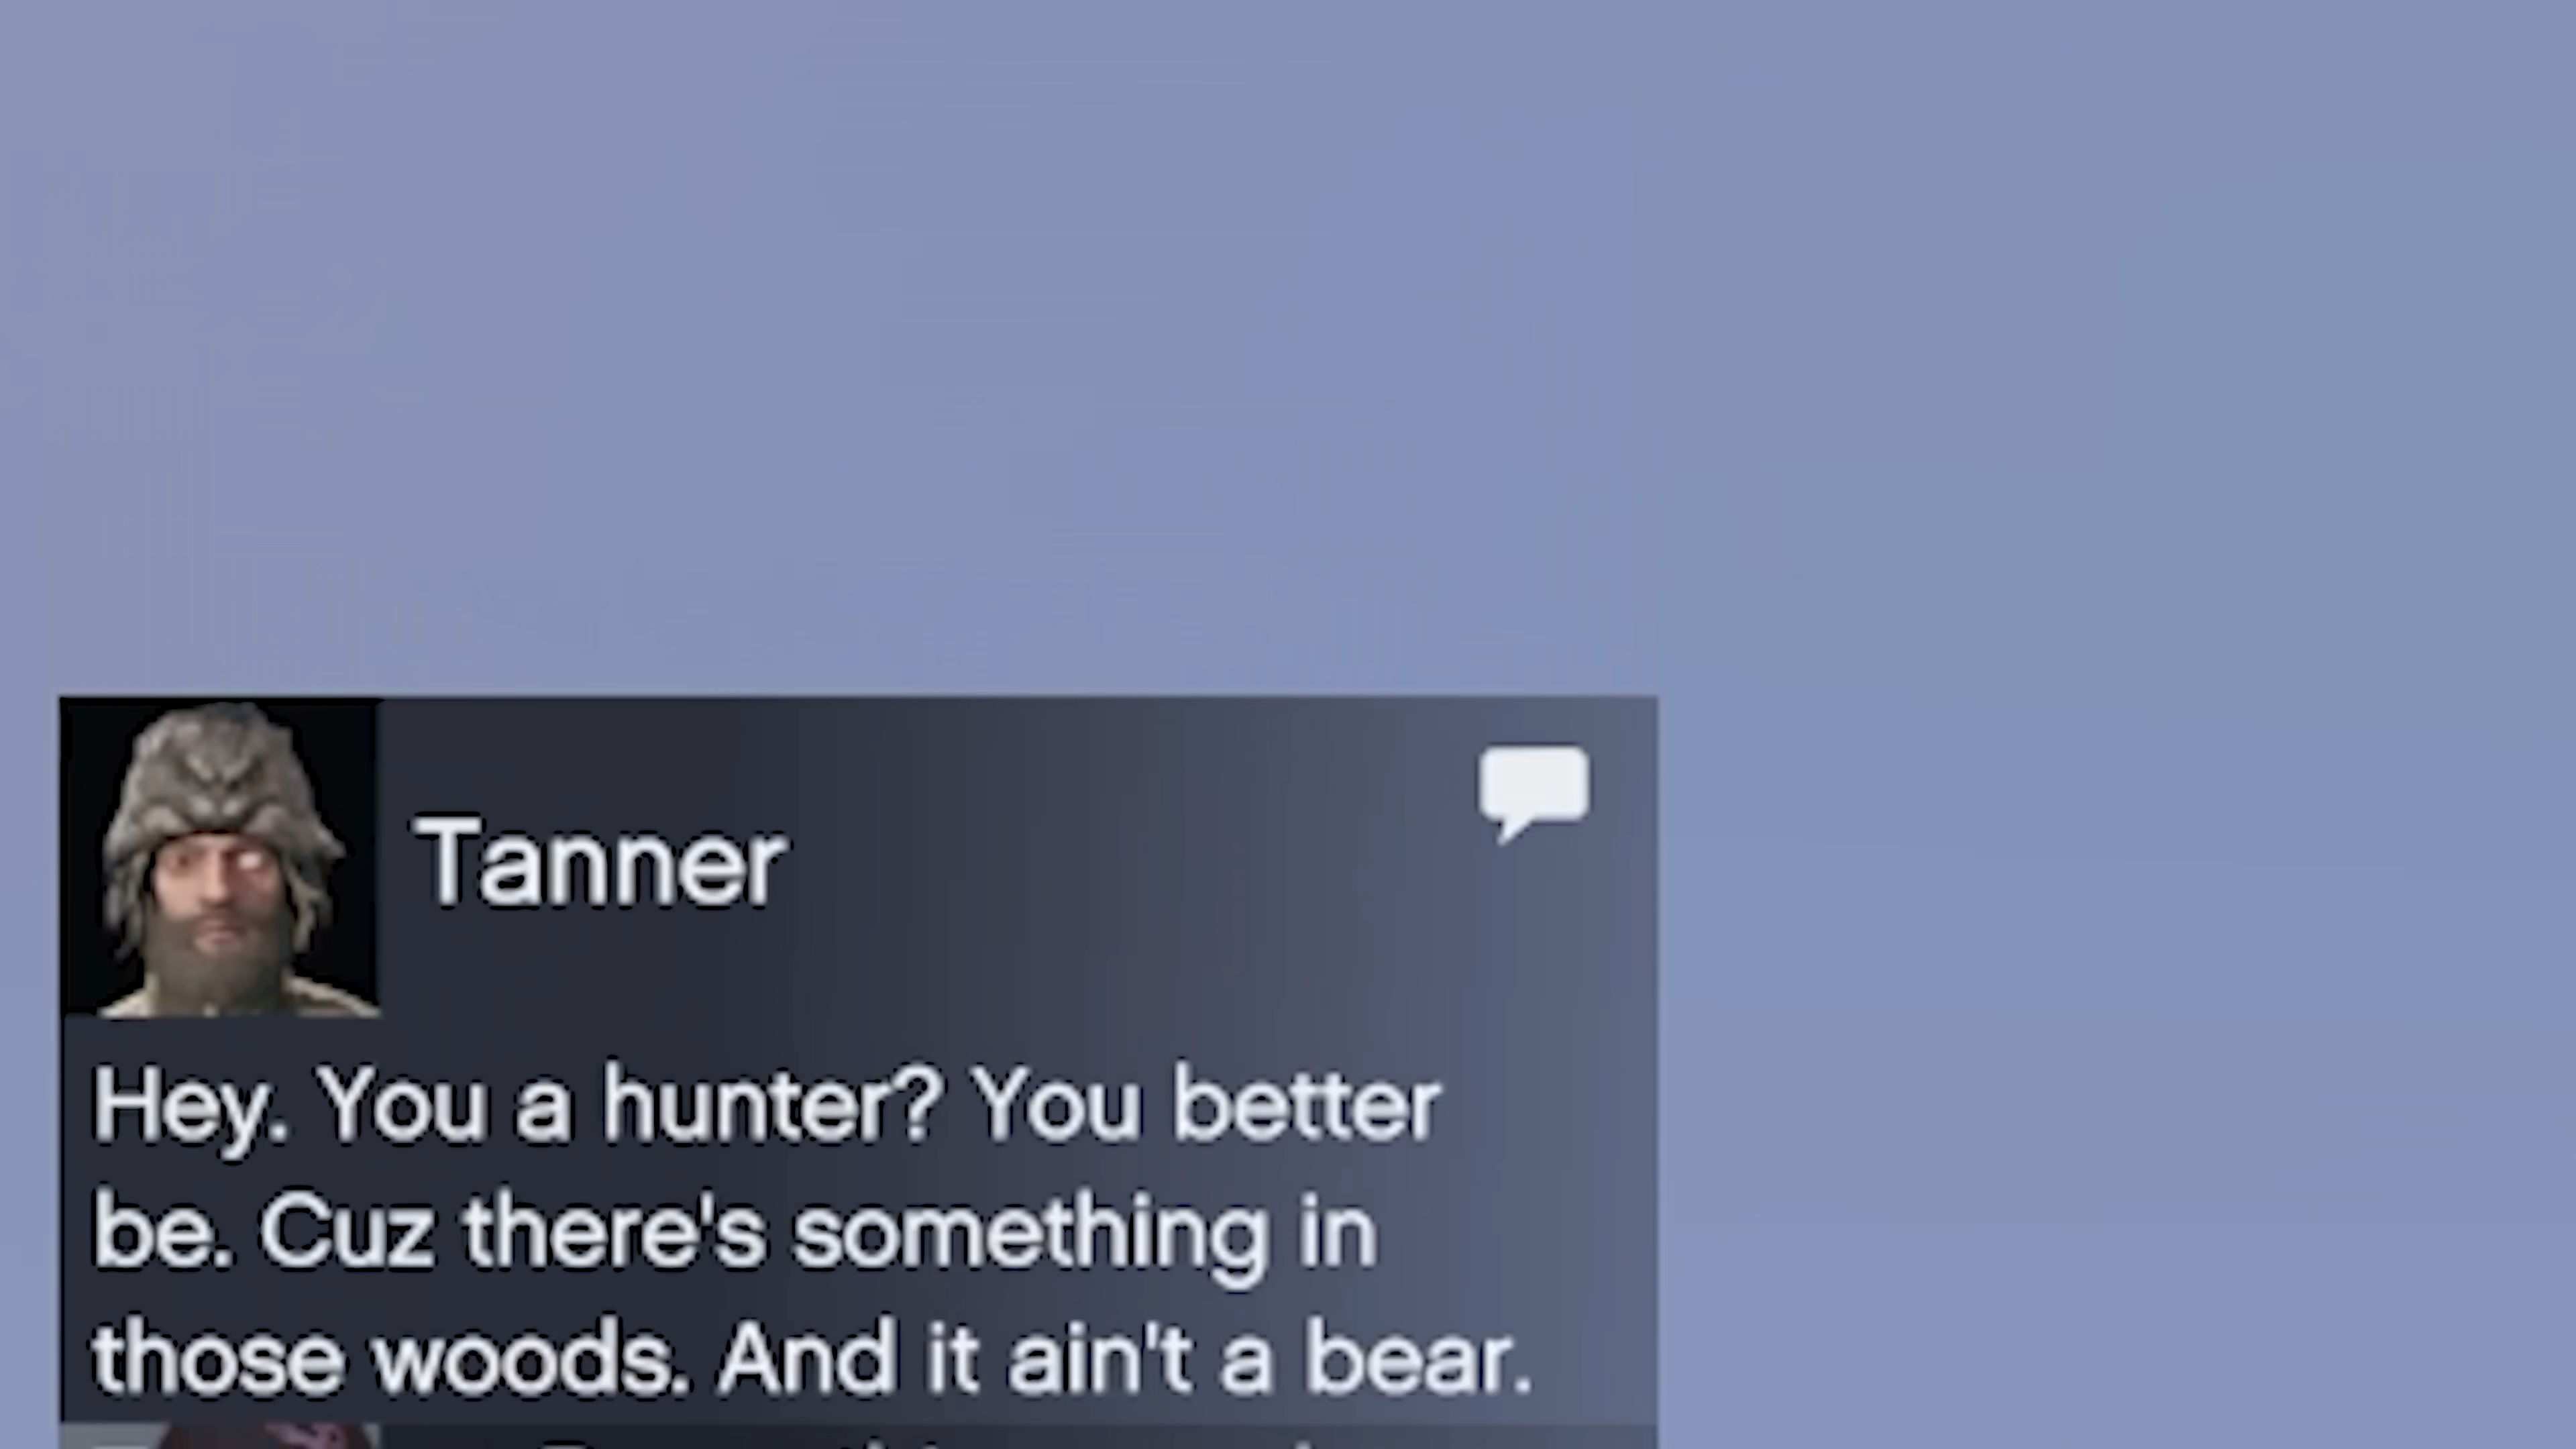 Tanner
Hey. You a hunter? You better
be. Cuz there's something in
those woods. And it ain't a bear.